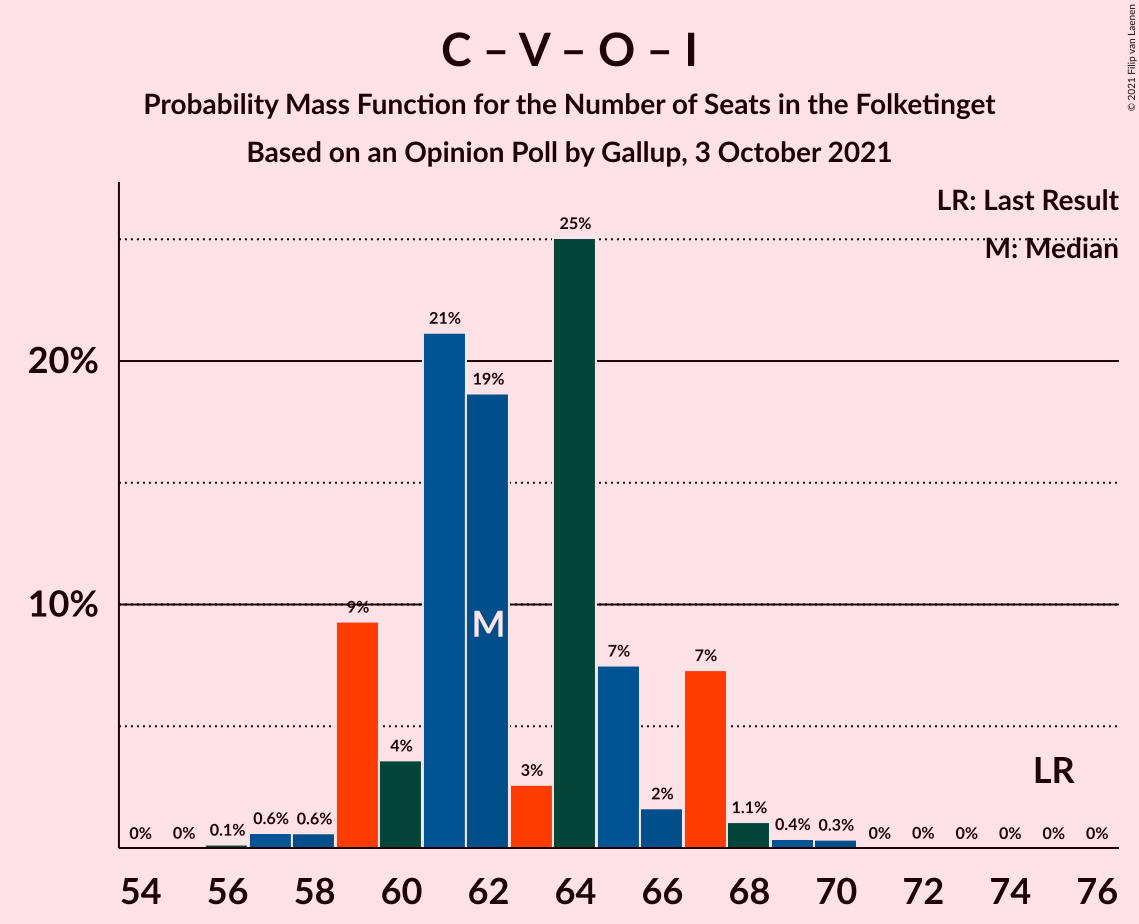 C – V – O – I
Probability Mass Function for the Number of Seats in the Folketinget
Based on an Opinion Poll by Gallup, 3 October 2021
© 2021 Filip van Laenen
LR: Last Result
M: Median
25%
21%
20%
19%
10%
9%
M
7%
7%
4%
3%
LR
2%
1.1%
0% 0% 0.1% 0.6% 0.6% 0.4% 0.3% 0% 0% 0% 0% 0% 0%
54 56 58 60 62 64 66 68 70 72 74 76